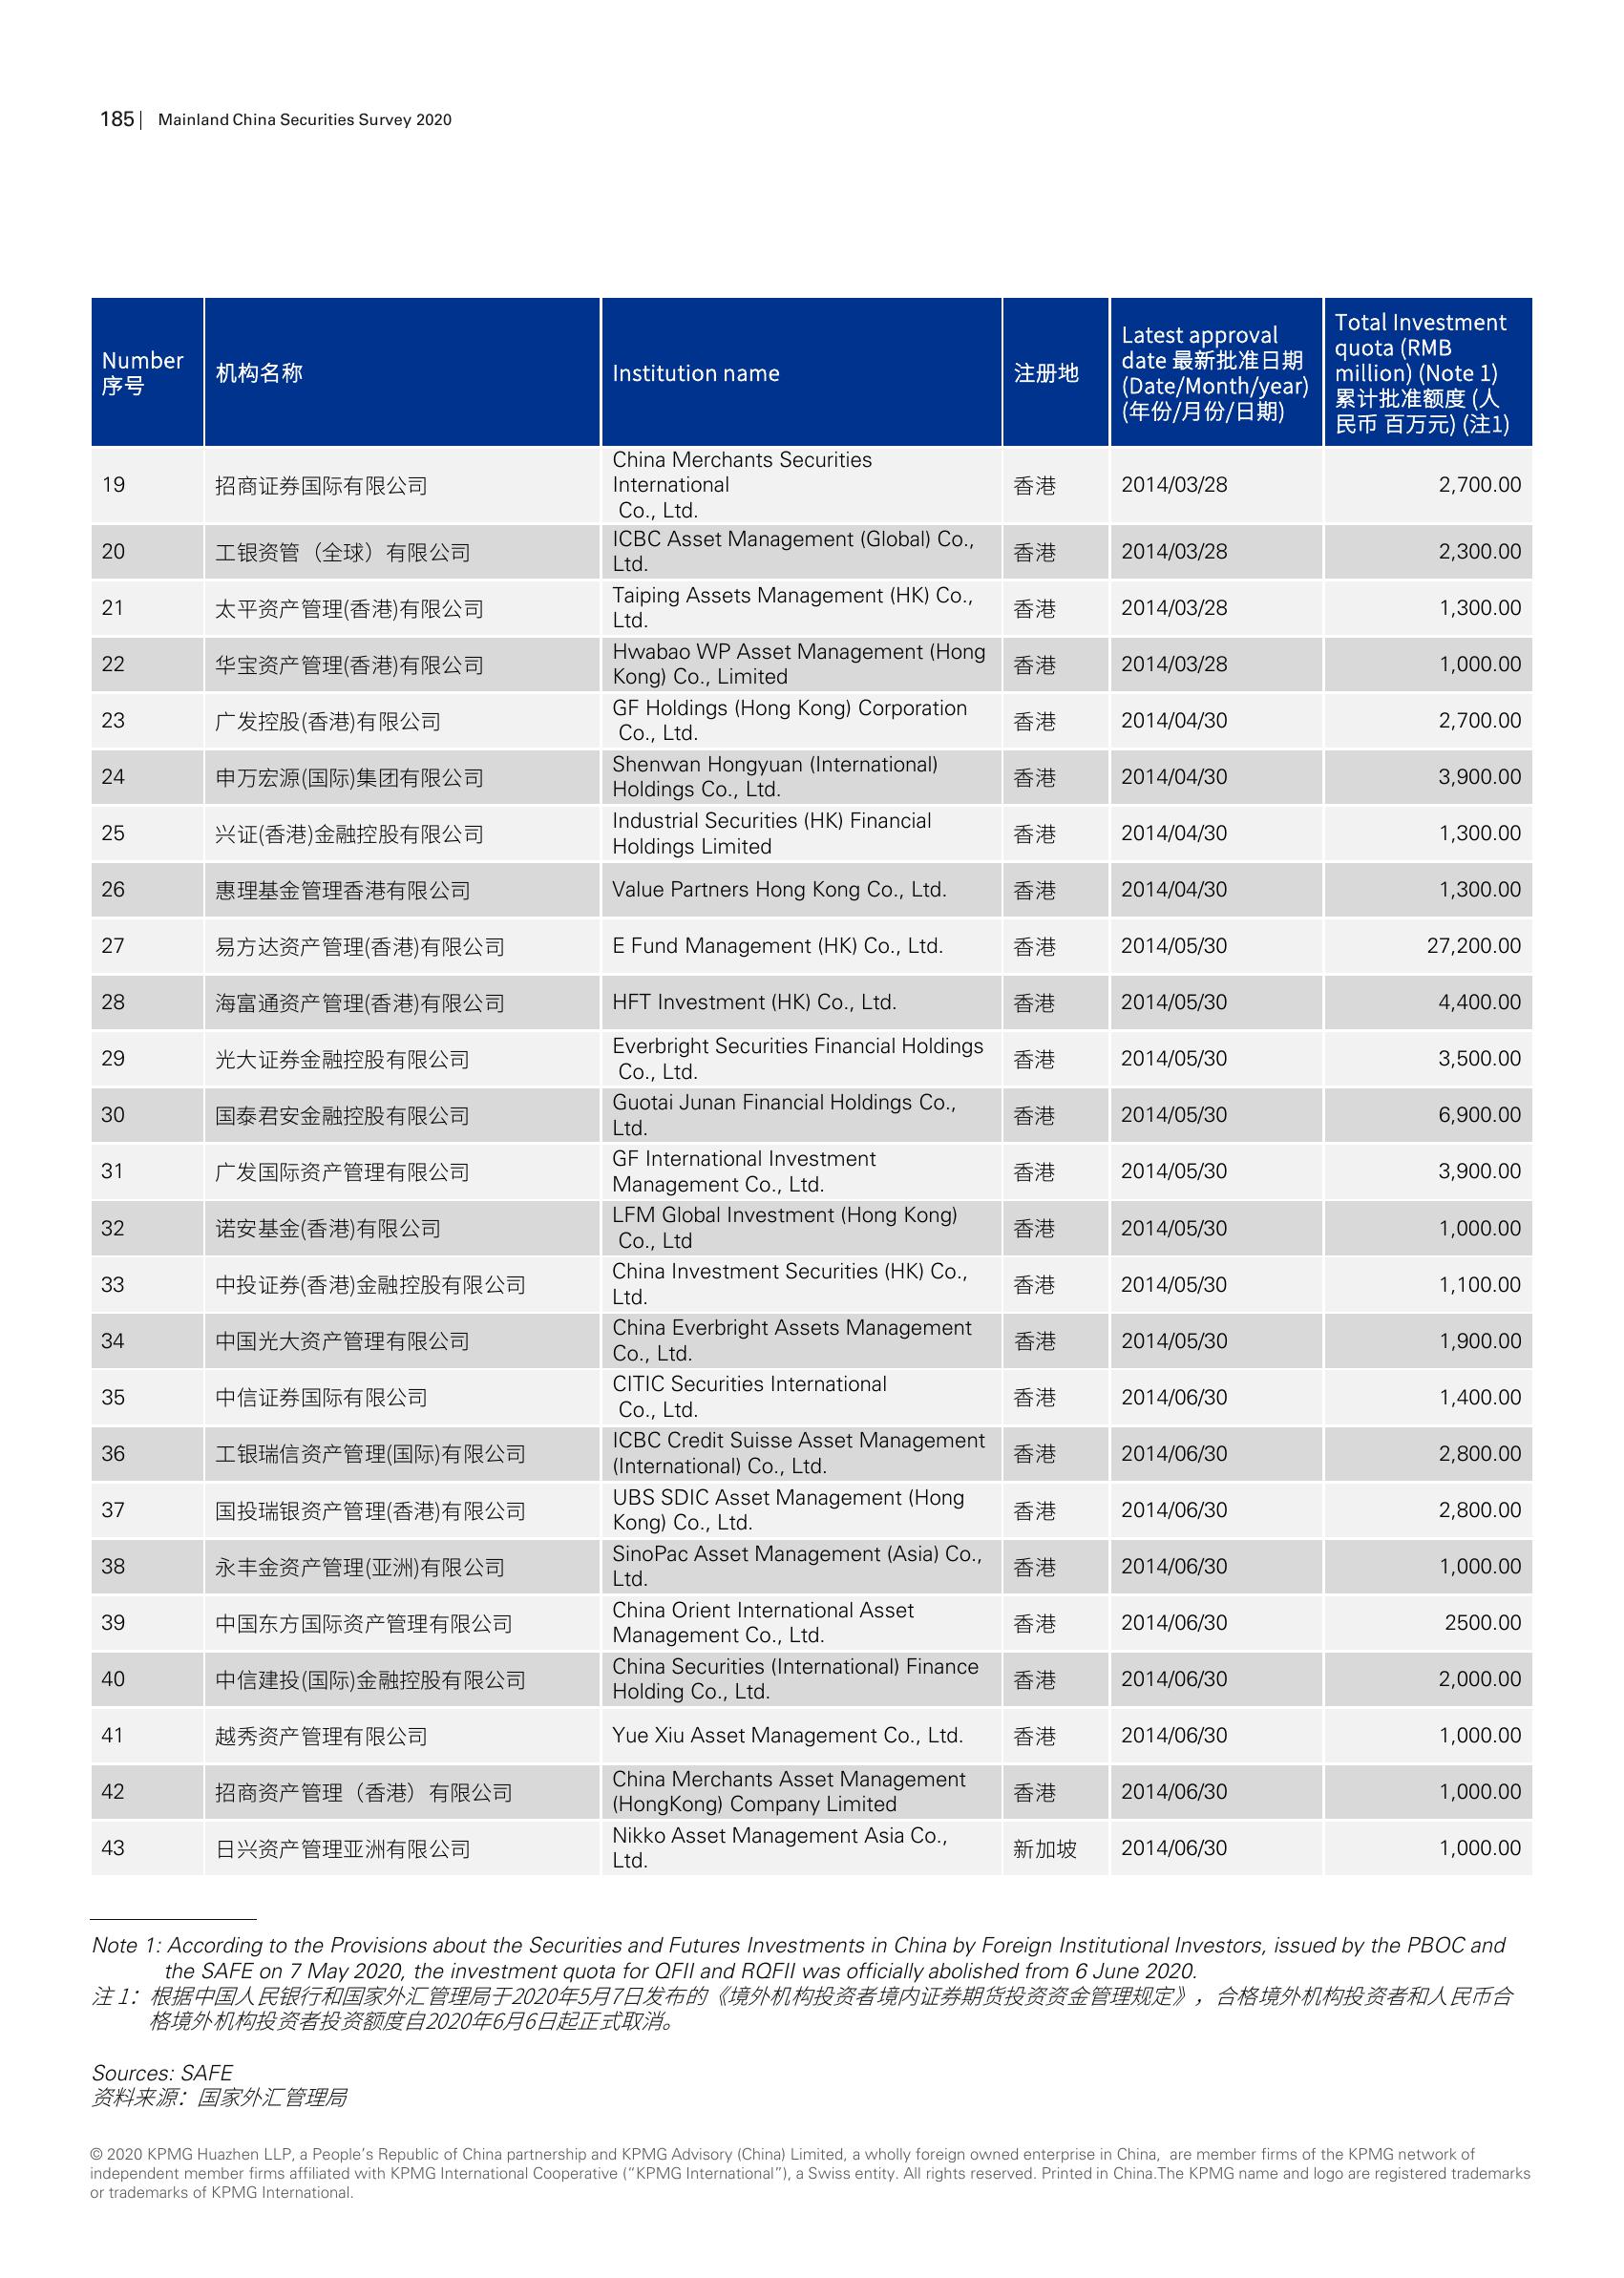 185 | Mainland China Securities Survey 2020
Number
序号
机构名称
Institution name
注册地
Latest approval
date 最新批准日期
(Date/Month/year)
(年份/月份/日期)
Total Investment
quota (RMB
million) (Note 1)
累计批准额度 (人
民币 百万元) (注1)
19 招商证券国际有限公司 China Merchants Securities
International
Co., Ltd. 香港 2014/03/28 2,700.00
20 工银资管（全球）有限公司 ICBC Asset Management (Global) Co.,
Ltd. 香港 2014/03/28 2,300.00
21 太平资产管理(香港)有限公司 Taiping Assets Management (HK) Co.,
Ltd. 香港 2014/03/28 1,300.00
22 华宝资产管理(香港)有限公司 Hwabao WP Asset Management (Hong
Kong) Co., Limited 香港 2014/03/28 1,000.00
23 广发控股(香港)有限公司 GF Holdings (Hong Kong) Corporation
Co., Ltd. 香港 2014/04/30 2,700.00
24 申万宏源(国际)集团有限公司 Shenwan Hongyuan (International)
Holdings Co., Ltd. 香港 2014/04/30 3,900.00
25 兴证(香港)金融控股有限公司 Industrial Securities (HK) Financial
Holdings Limited 香港 2014/04/30 1,300.00
26 惠理基金管理香港有限公司 Value Partners Hong Kong Co., Ltd. 香港 2014/04/30 1,300.00
27 易方达资产管理(香港)有限公司 E Fund Management (HK) Co., Ltd. 香港 2014/05/30 27,200.00
28 海富通资产管理(香港)有限公司 HFT Investment (HK) Co., Ltd. 香港 2014/05/30 4,400.00
29 光大证券金融控股有限公司 Everbright Securities Financial Holdings
Co., Ltd. 香港 2014/05/30 3,500.00
30 国泰君安金融控股有限公司 Guotai Junan Financial Holdings Co.,
Ltd. 香港 2014/05/30 6,900.00
31 广发国际资产管理有限公司 GF International Investment
Management Co., Ltd. 香港 2014/05/30 3,900.00
32 诺安基金(香港)有限公司 LFM Global Investment (Hong Kong)
Co., Ltd 香港 2014/05/30 1,000.00
33 中投证券(香港)金融控股有限公司 China Investment Securities (HK) Co.,
Ltd. 香港 2014/05/30 1,100.00
34 中国光大资产管理有限公司 China Everbright Assets Management
Co., Ltd. 香港 2014/05/30 1,900.00
35 中信证券国际有限公司 CITIC Securities International
Co., Ltd. 香港 2014/06/30 1,400.00
36 工银瑞信资产管理(国际)有限公司 ICBC Credit Suisse Asset Management
(International) Co., Ltd. 香港 2014/06/30 2,800.00
37 国投瑞银资产管理(香港)有限公司 UBS SDIC Asset Management (Hong
Kong) Co., Ltd. 香港 2014/06/30 2,800.00
38 永丰金资产管理(亚洲)有限公司 SinoPac Asset Management (Asia) Co.,
Ltd. 香港 2014/06/30 1,000.00
39 中国东方国际资产管理有限公司 China Orient International Asset
Management Co., Ltd. 香港 2014/06/30 2500.00
40 中信建投(国际)金融控股有限公司 China Securities (International) Finance
Holding Co., Ltd. 香港 2014/06/30 2,000.00
41 越秀资产管理有限公司 Yue Xiu Asset Management Co., Ltd. 香港 2014/06/30 1,000.00
42 招商资产管理（香港）有限公司 China Merchants Asset Management
(HongKong) Company Limited 香港 2014/06/30 1,000.00
43 日兴资产管理亚洲有限公司 Nikko Asset Management Asia Co.,
Ltd. 新加坡 2014/06/30 1,000.00
Note 1: According to the Provisions about the Securities and Futures Investments in China by Foreign Institutional Investors, issued by the PBOC and
the SAFE on 7 May 2020, the investment quota for QFII and RQFII was officially abolished from 6 June 2020.
注 1：根据中国人民银行和国家外汇管理局于2020年5月7日发布的《境外机构投资者境内证券期货投资资金管理规定》，合格境外机构投资者和人民币合
格境外机构投资者投资额度自2020年6月6日起正式取消。
Sources: SAFE
资料来源：国家外汇管理局
© 2020 KPMG Huazhen LLP, a People’s Republic of China partnership and KPMG Advisory (China) Limited, a wholly foreign owned enterprise in China, are member firms of the KPMG network of
independent member firms affiliated with KPMG International Cooperative (“KPMG International”), a Swiss entity. All rights reserved. Printed in China.The KPMG name and logo are registered trademarks
or trademarks of KPMG International.